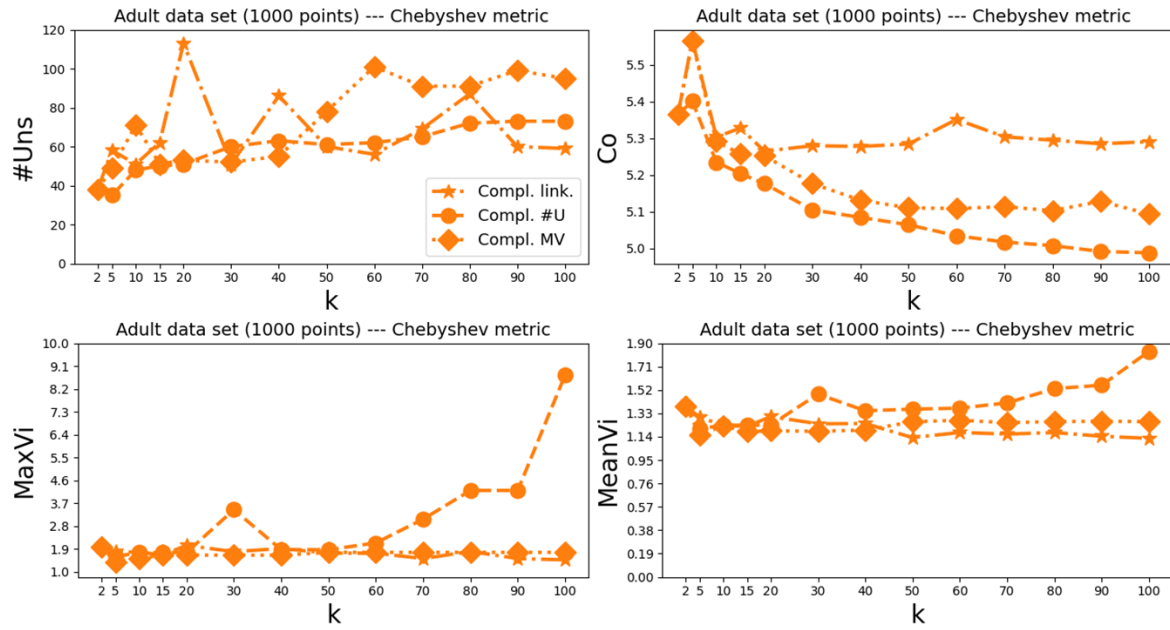 Adult data set (1000 points) --- Chebyshev metric
#Uns
120
100
80
60
40
20
0
Compl. link.
Compl. #U
Compl. MV
2 5 10 15 20 30 40 50 60 70 80 90 100
k
Adult data set (1000 points) --- Chebyshev metric
Co
5.5
5.4
5.3
5.2
5.1
5.0
2 5 10 15 20 30 40 50 60 70 80 90 100
k
Adult data set (1000 points) --- Chebyshev metric
MaxVi
10.0
9.1
8.2
7.3
6.4
5.5
4.6
3.7
2.8
1.9
1.0
2 5 10 15 20 30 40 50 60 70 80 90 100
k
Adult data set (1000 points) --- Chebyshev metric
MeanVi
1.90
1.71
1.52
1.33
1.14
0.95
0.76
0.57
0.38
0.19
0.00
2 5 10 15 20 30 40 50 60 70 80 90 100
k